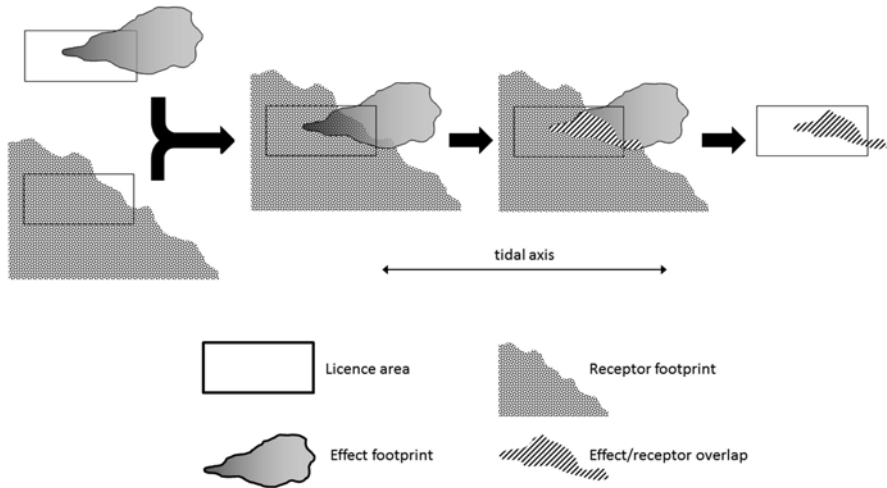 tidal axis
Licence area
Receptor footprint
Effect footprint
Effect/receptor overlap